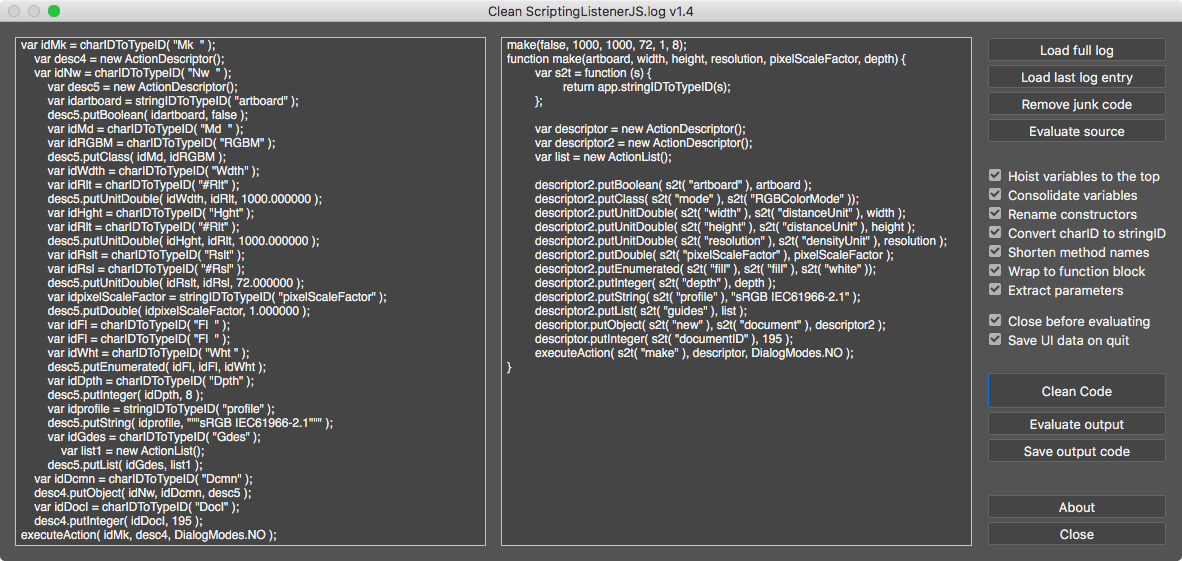 Clean ScriptingListenerJS.log v1.4
var idMk = charIDToTypeID( "Mk  " );
var desc4 = new ActionDescriptor();
var idNw = charIDToTypeID( "Nw  " );
var desc5 = new ActionDescriptor();
var idartboard = stringIDToTypeID( "artboard" );
desc5.putBoolean( idartboard, false );
var idMd = charIDToTypeID( "Md  " );
var idRGBM = charIDToTypeID( "RGBM" );
desc5.putClass( idMd, idRGBM );
var idWdth = charIDToTypeID( "Wdth" );
var idRlt = charIDToTypeID( "#Rlt" );
desc5.putUnitDouble( idWdth, idRlt, 1000.000000 );
var idHght = charIDToTypeID( "Hght" );
var idRlt = charIDToTypeID( "#Rlt" );
desc5.putUnitDouble( idHght, idRlt, 1000.000000 );
var idRslt = charIDToTypeID( "Rslt" );
var idRsl = charIDToTypeID( "#Rsl" );
desc5.putUnitDouble( idRslt, idRsl, 72.000000 );
var idpixelScaleFactor = stringIDToTypeID( "pixelScaleFactor" );
desc5.putDouble( idpixelScaleFactor, 1.000000 );
var idFl = charIDToTypeID( "Fl  " );
var idFl = charIDToTypeID( "Fl  " );
var idWht = charIDToTypeID( "Wht " );
desc5.putEnumerated( idFl, idFl, idWht );
var idDpth = charIDToTypeID( "Dpth" );
desc5.putInteger( idDpth, 8 );
var idprofile = stringIDToTypeID( "profile" );
desc5.putString( idprofile, """sRGB IEC61966-2.1""" );
var idGdes = charIDToTypeID( "Gdes" );
var list1 = new ActionList();
desc5.putList( idGdes, list1 );
var idDcmn = charIDToTypeID( "Dcmn" );
desc4.putObject( idNw, idDcmn, desc5 );
var idDocI = charIDToTypeID( "DocI" );
desc4.putInteger( idDocI, 195 );
executeAction( idMk, desc4, DialogModes.NO );
make(false, 1000, 1000, 72, 1, 8);
function make(artboard, width, height, resolution, pixelScaleFactor, depth) {
var s2t = function (s) {
return app.stringIDToTypeID(s);
};
var descriptor = new ActionDescriptor();
var descriptor2 = new ActionDescriptor();
var list = new ActionList();
descriptor2.putBoolean( s2t( "artboard" ), artboard );
descriptor2.putClass( s2t( "mode" ), s2t( "RGBColorMode" ));
descriptor2.putUnitDouble( s2t( "width" ), s2t( "distanceUnit" ), width );
descriptor2.putUnitDouble( s2t( "height" ), s2t( "distanceUnit" ), height );
descriptor2.putUnitDouble( s2t( "resolution" ), s2t( "densityUnit" ), resolution );
descriptor2.putDouble( s2t( "pixelScaleFactor" ), pixelScaleFactor );
descriptor2.putEnumerated( s2t( "fill" ), s2t( "fill" ), s2t( "white" ));
descriptor2.putInteger( s2t( "depth" ), depth );
descriptor2.putString( s2t( "profile" ), "sRGB IEC61966-2.1" );
descriptor2.putList( s2t( "guides" ), list );
descriptor.putObject( s2t( "new" ), s2t( "document" ), descriptor2 );
descriptor.putInteger( s2t( "documentID" ), 195 );
executeAction( s2t( "make" ), descriptor, DialogModes.NO );
}
Load full log
Load last log entry
Remove junk code
Evaluate source
Hoist variables to the top
Consolidate variables
Rename constructors
Convert charID to stringID
Shorten method names
Wrap to function block
Extract parameters
Close before evaluating
Save UI data on quit
Clean Code
Evaluate output
Save output code
About
Close